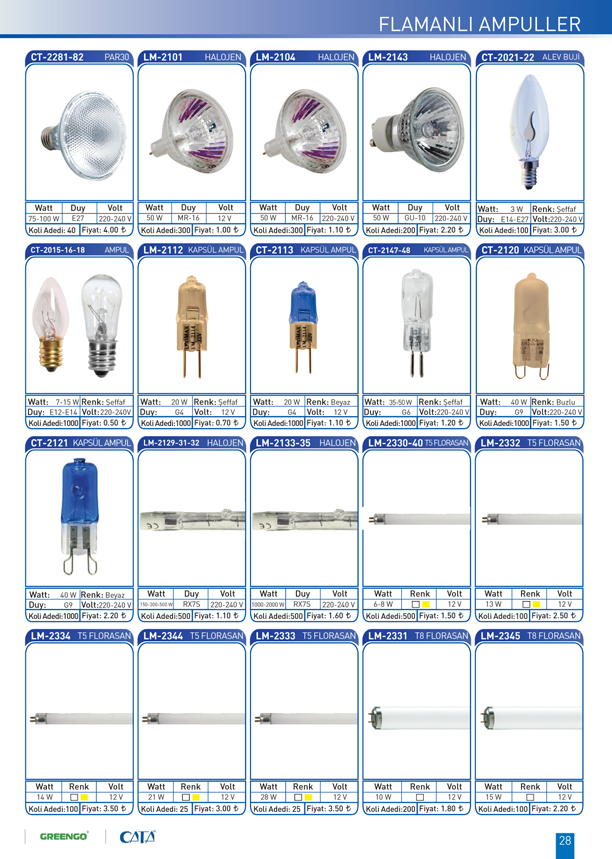 FLAMANLI AMPULLER
CT-2281-82 PAR30
Watt Duy Volt
75-100 W E27 220-240 V
Koli Adedi: 40 Fiyat: 4.00 ₺
LM-2101 HALOJEN
Watt Duy Volt
50 W MR-16 12 V
Koli Adedi:300 Fiyat: 1.00 ₺
LM-2104 HALOJEN
Watt Duy Volt
50 W MR-16 220-240 V
Koli Adedi:300 Fiyat: 1.10 ₺
LM-2143 HALOJEN
Watt Duy Volt
50 W GU-10 220-240 V
Koli Adedi:200 Fiyat: 2.20 ₺
CT-2021-22 ALEV BUJİ
Watt: 3 W Renk: Şeffaf
Duy: E14-E27 Volt:220-240 V
Koli Adedi:100 Fiyat: 3.00 ₺
CT-2015-16-18 AMPUL
Watt: 7-15 W Renk: Şeffaf
Duy: E12-E14 Volt:220-240V
Koli Adedi:1000 Fiyat: 0.50 ₺
LM-2112 KAPSÜL AMPUL
Watt: 20 W Renk: Şeffaf
Duy: G4 Volt: 12 V
Koli Adedi:1000 Fiyat: 0.70 ₺
CT-2113 KAPSÜL AMPUL
Watt: 20 W Renk: Beyaz
Duy: G4 Volt: 12 V
Koli Adedi:1000 Fiyat: 1.10 ₺
CT-2147-48 KAPSÜL AMPUL
Watt: 35-50 W Renk: Şeffaf
Duy: G6 Volt:220-240 V
Koli Adedi:1000 Fiyat: 1.20 ₺
CT-2120 KAPSÜL AMPUL
Watt: 40 W Renk: Buzlu
Duy: G9 Volt:220-240 V
Koli Adedi:1000 Fiyat: 1.50 ₺
CT-2121 KAPSÜL AMPUL
Watt: 40 W Renk: Beyaz
Duy: G9 Volt:220-240 V
Koli Adedi:1000 Fiyat: 2.20 ₺
LM-2129-31-32 HALOJEN
Watt Duy Volt
150-300-500 W RX7S 220-240 V
Koli Adedi:500 Fiyat: 1.10 ₺
LM-2133-35 HALOJEN
Watt Duy Volt
1000-2000 W RX7S 220-240 V
Koli Adedi:500 Fiyat: 1.60 ₺
LM-2330-40 T5 FLORASAN
Watt Renk Volt
6-8 W 12 V
Koli Adedi:500 Fiyat: 1.50 ₺
LM-2332 T5 FLORASAN
Watt Renk Volt
13 W 12 V
Koli Adedi:100 Fiyat: 2.50 ₺
LM-2334 T5 FLORASAN
Watt Renk Volt
14 W 12 V
Koli Adedi:100 Fiyat: 3.50 ₺
LM-2344 T5 FLORASAN
Watt Renk Volt
21 W 12 V
Koli Adedi: 25 Fiyat: 3.00 ₺
LM-2333 T5 FLORASAN
Watt Renk Volt
28 W 12 V
Koli Adedi: 25 Fiyat: 3.50 ₺
LM-2331 T8 FLORASAN
Watt Renk Volt
10 W 12 V
Koli Adedi:200 Fiyat: 1.80 ₺
LM-2345 T8 FLORASAN
Watt Renk Volt
15 W 12 V
Koli Adedi:100 Fiyat: 2.20 ₺
GREENGO
CATA
28